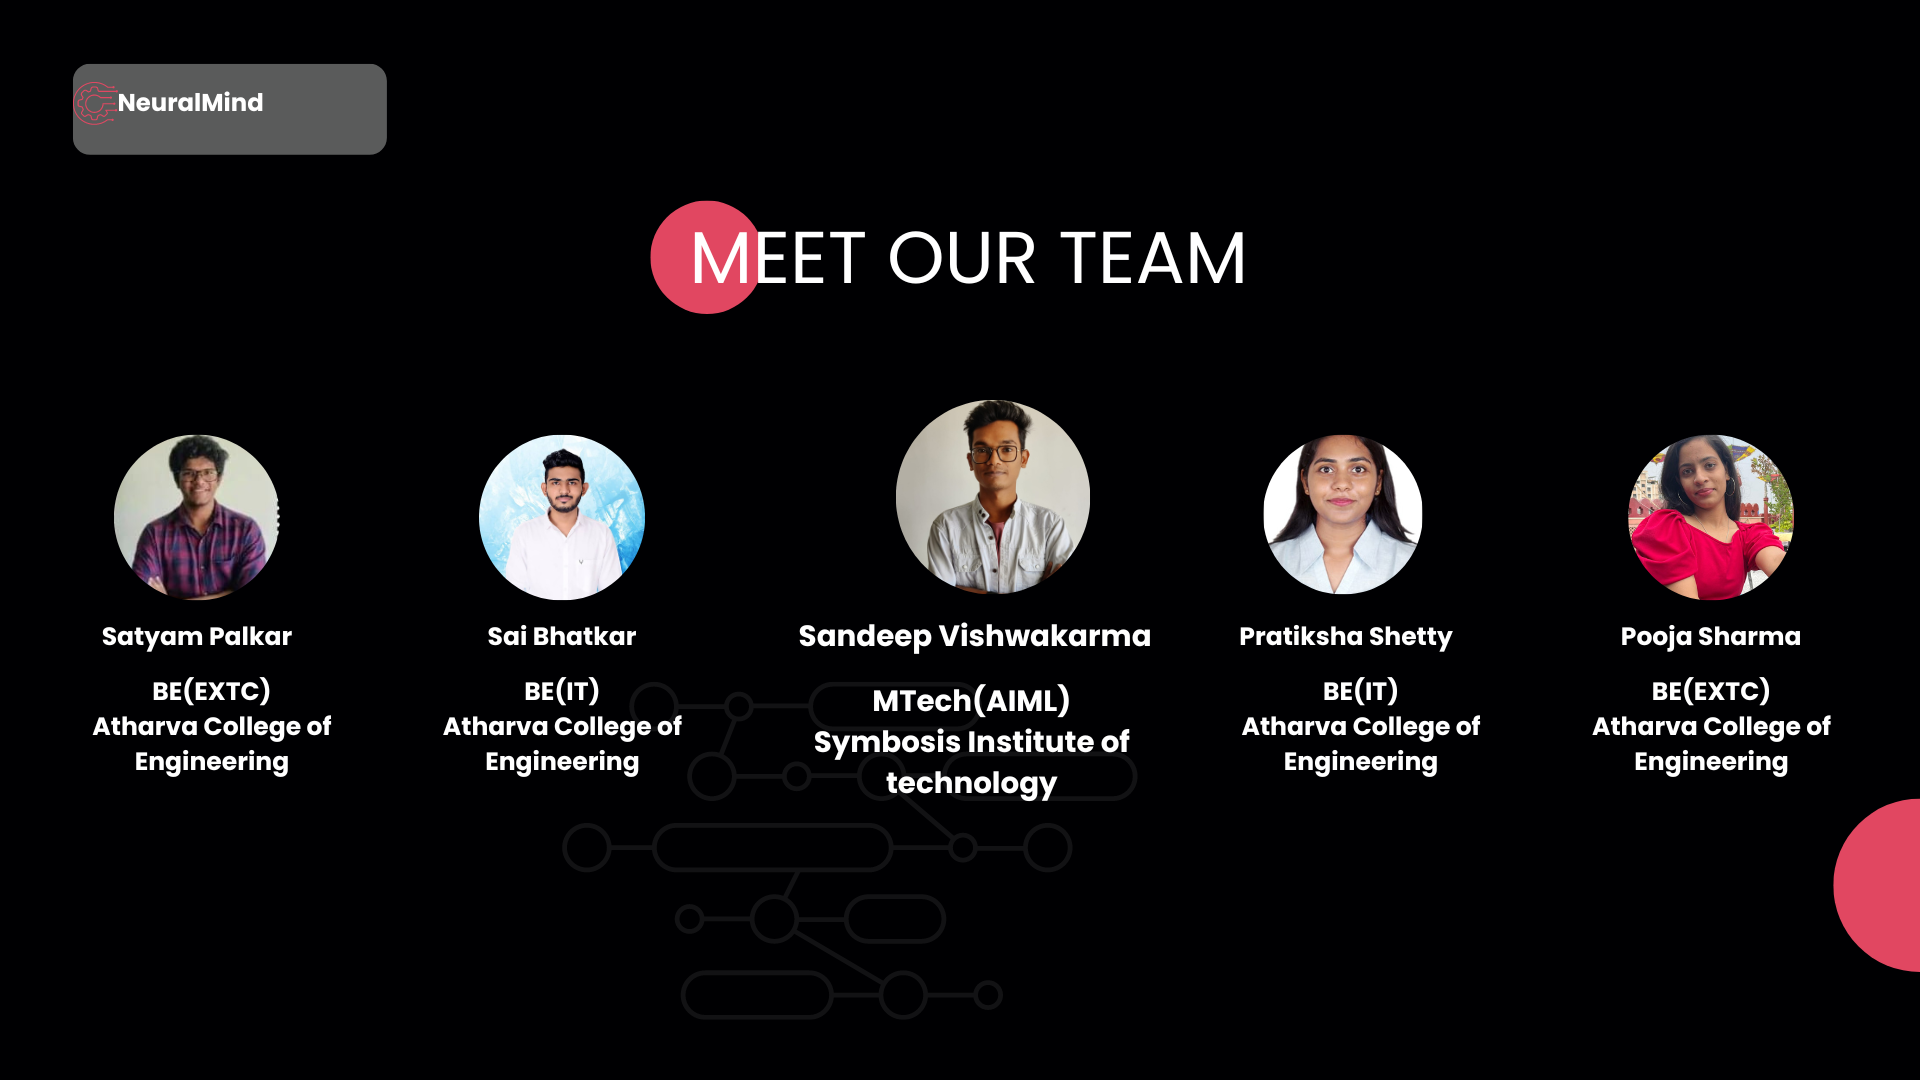 NeuralMind
MEET OUR TEAM
Satyam Palkar
BE(EXTC)
Atharva College of
Engineering
Sai Bhatkar
BE(IT)
Atharva College of
Engineering
Sandeep Vishwakarma
MTech(AIML)
Symbosis Institute of
technology
Pratiksha Shetty
BE(IT)
Atharva College of
Engineering
Pooja Sharma
BE(EXTC)
Atharva College of
Engineering